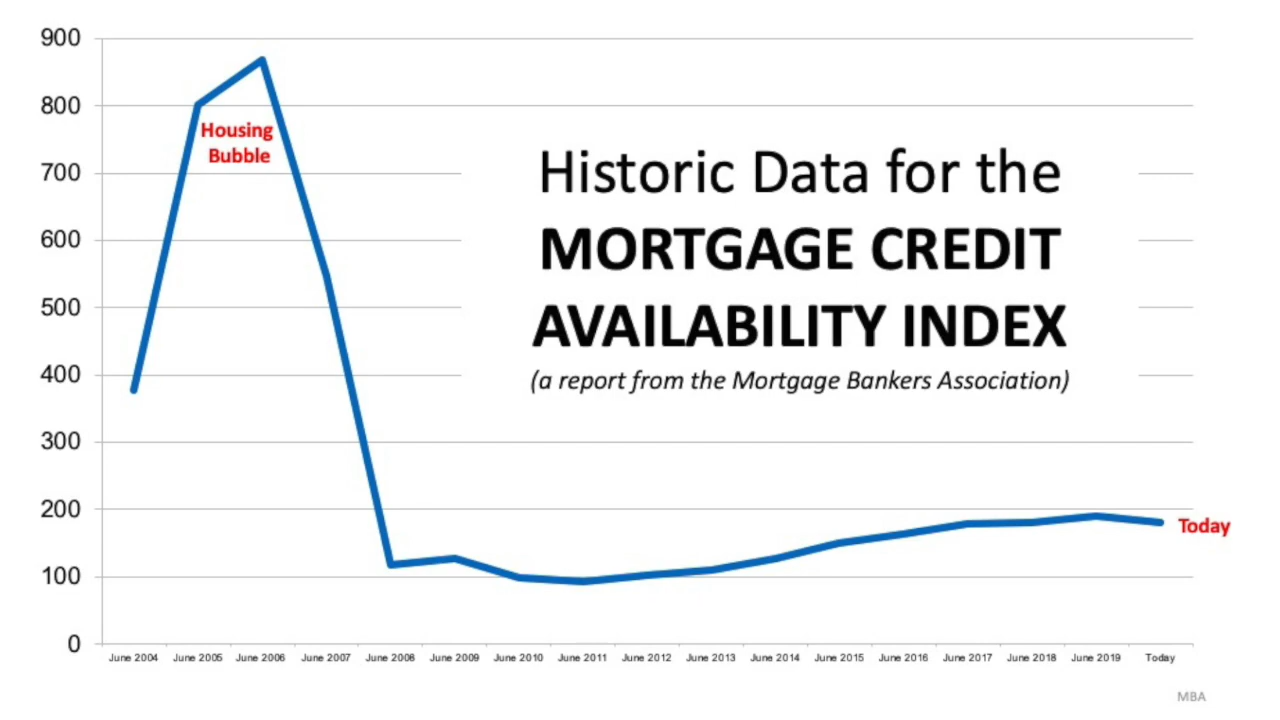 900
800
700
600
500
400
300
200
100
0
Housing
Bubble
Historic Data for the
MORTGAGE CREDIT
AVAILABILITY INDEX
(a report from the Mortgage Bankers Association)
Today
June 2004 June 2005 June 2006 June 2007 June 2008 June 2009 June 2010 June 2011 June 2012 June 2013 June 2014 June 2015 June 2016 June 2017 June 2018 June 2019 Today
MBA